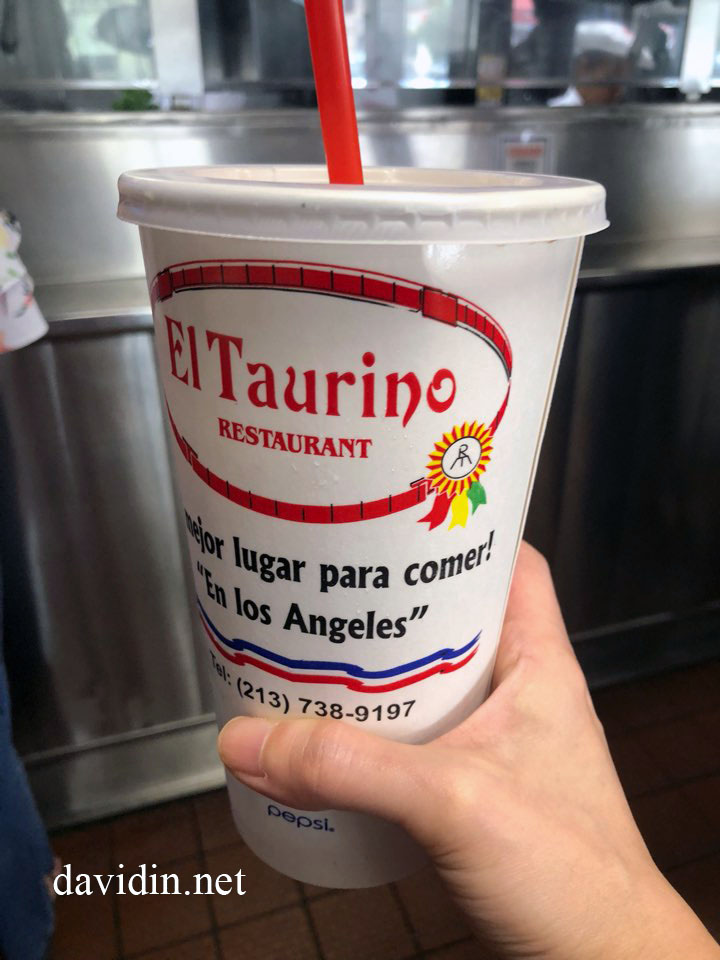 El Taurino
RESTAURANT
mejor lugar para comer!
"En los Angeles"
Tel: (213) 738-9197
pepsi.
davidin.net